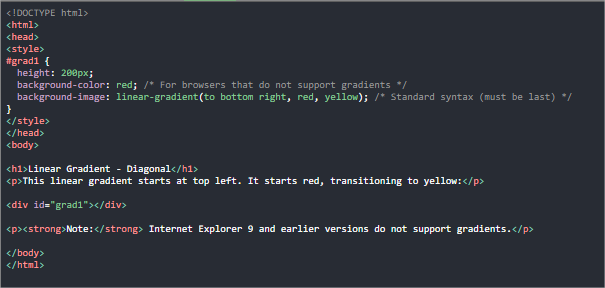 <!DOCTYPE html>
<html>
<head>
<style>
#grad1 {
  height: 200px;
  background-color: red; /* For browsers that do not support gradients */
  background-image: linear-gradient(to bottom right, red, yellow); /* Standard syntax (must be last) */
}
</style>
</head>
<body>

<h1>Linear Gradient - Diagonal</h1>
<p>This linear gradient starts at top left. It starts red, transitioning to yellow:</p>

<div id="grad1"></div>

<p><strong>Note:</strong> Internet Explorer 9 and earlier versions do not support gradients.</p>

</body>
</html>